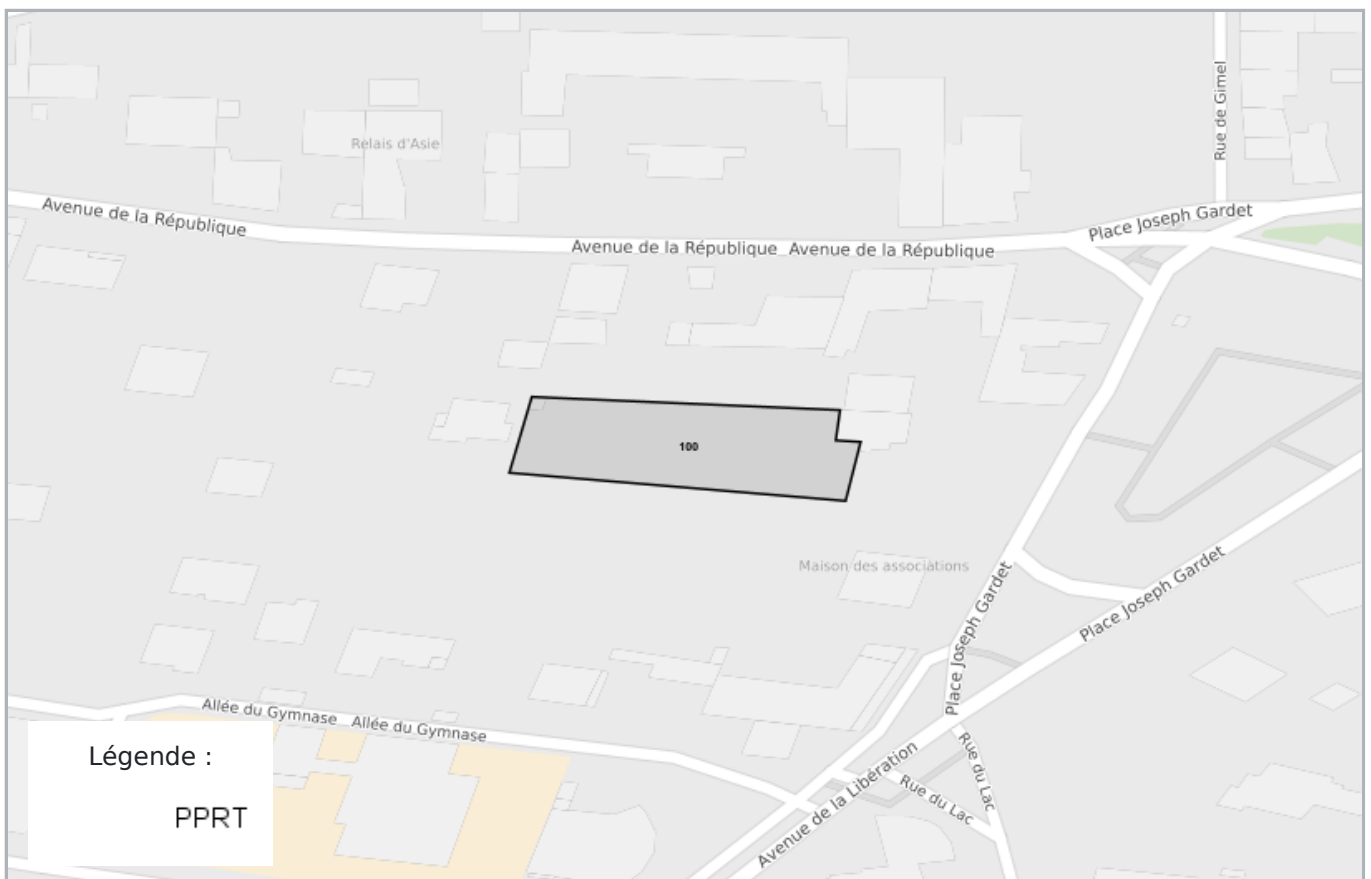 Rue de Gimel
Relais d'Asie
Avenue de la République
Place Joseph Gardet
Avenue de la République Avenue de la République
100
Maison des associations
Place Joseph Gardet
Place Joseph Gardet
Allée du Gymnase Allée du Gymnase
Légende :
PPRT
Avenue de la Libération
Rue du Lac
Rue du Lac